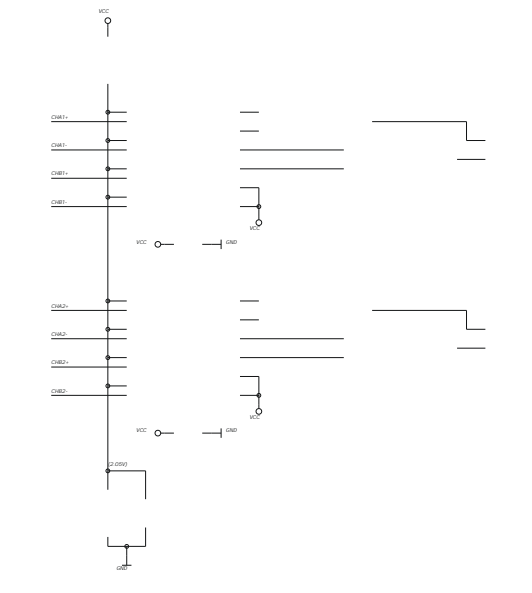 VCC
CHA1+
CHA1-
CHB1+
CHB1-
VCC
VCC
GND
CHA2+
CHA2-
CHB2+
CHB2-
VCC
VCC
GND
(2.05V)
GND